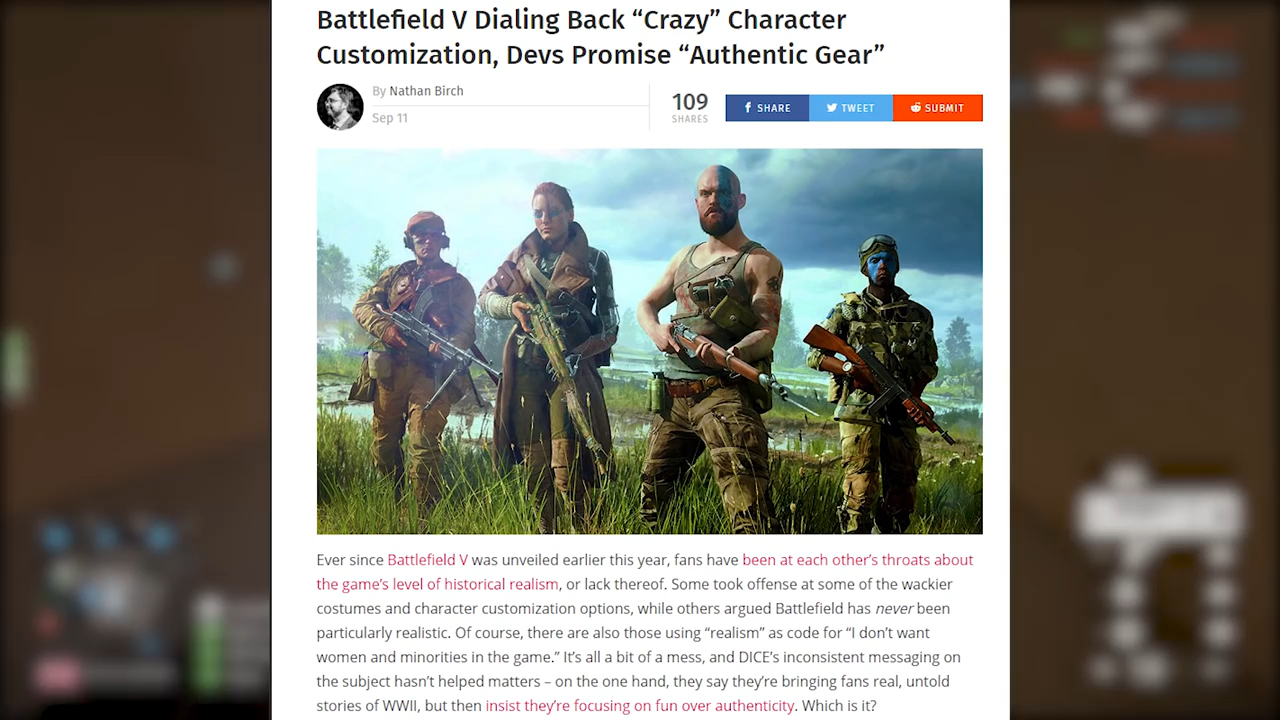 Battlefield V Dialing Back “Crazy” Character
Customization, Devs Promise “Authentic Gear”
By Nathan Birch
Sep 11
109
SHARES
SHARE
TWEET
SUBMIT
Ever since Battlefield V was unveiled earlier this year, fans have been at each other’s throats about
the game’s level of historical realism, or lack thereof. Some took offense at some of the wackier
costumes and character customization options, while others argued Battlefield has never been
particularly realistic. Of course, there are also those using “realism” as code for “I don’t want
women and minorities in the game.” It’s all a bit of a mess, and DICE’s inconsistent messaging on
the subject hasn’t helped matters – on the one hand, they say they’re bringing fans real, untold
stories of WWII, but then insist they’re focusing on fun over authenticity. Which is it?